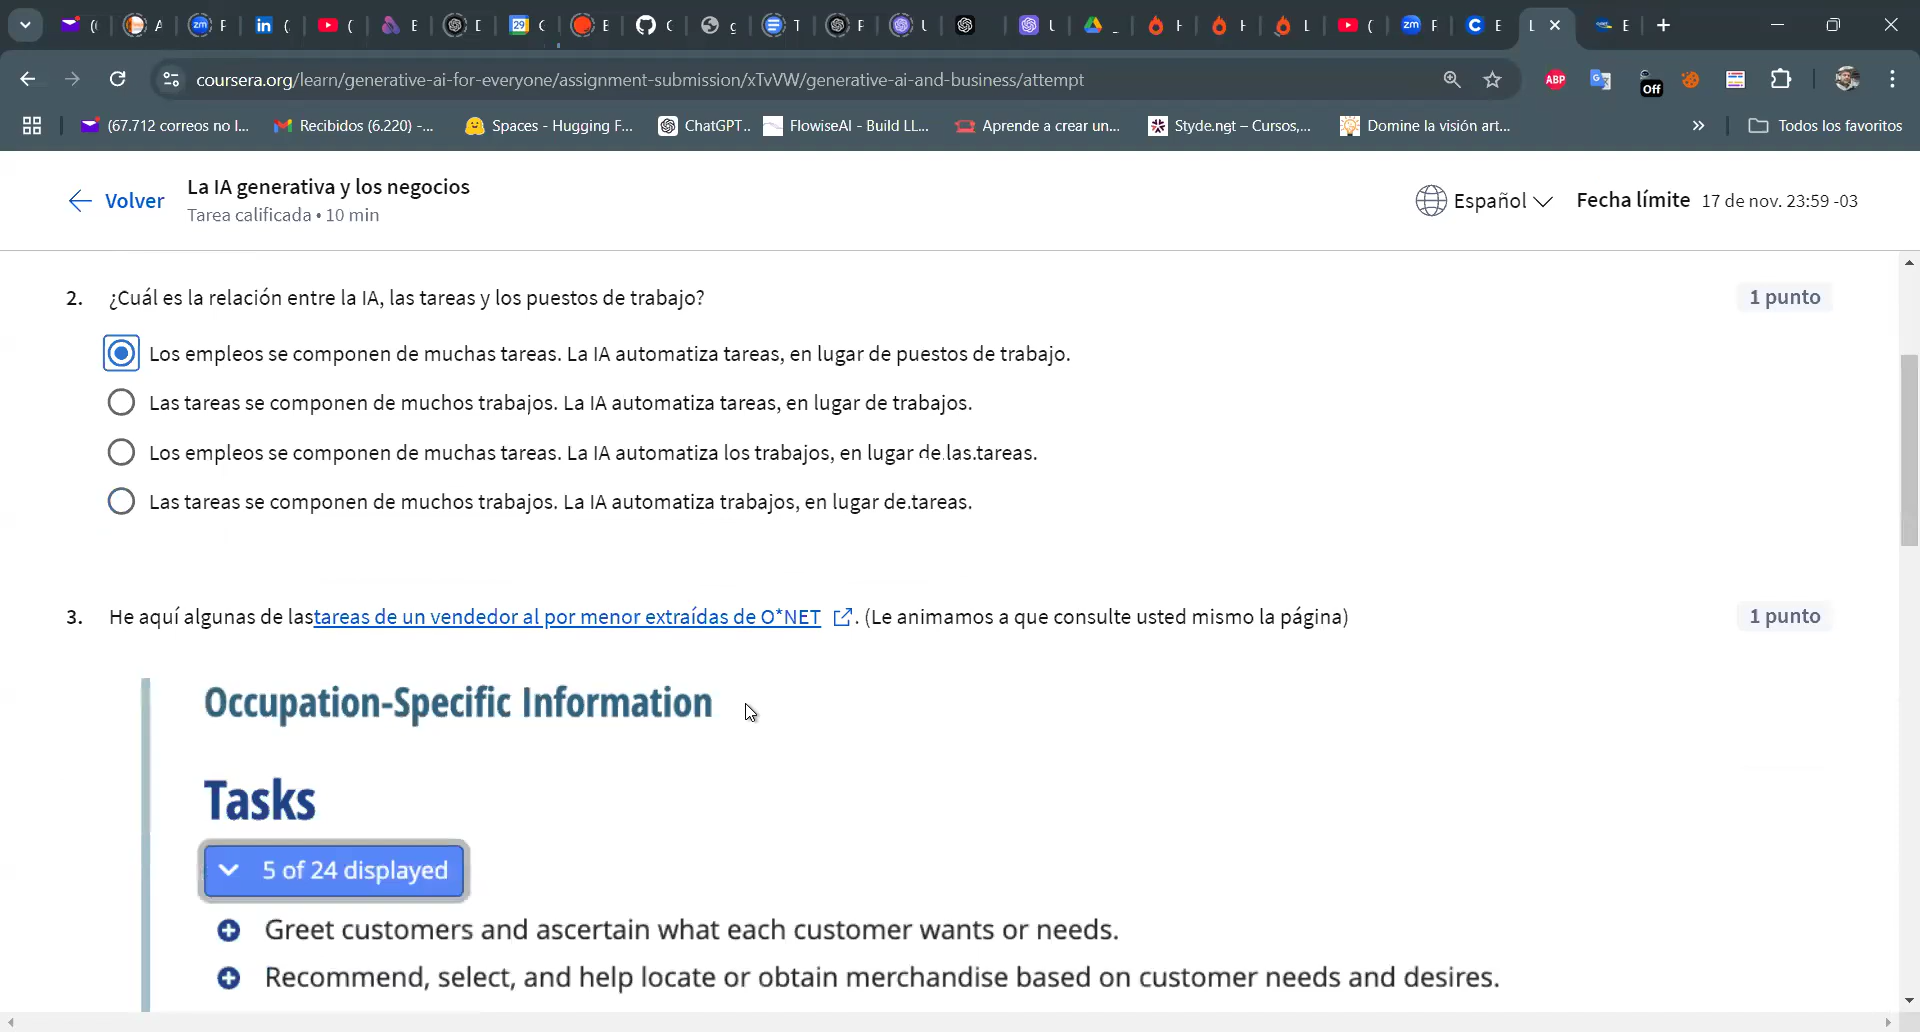 coursera.org/learn/generative-ai-for-everyone/assignment-submission/xTvVW/generative-ai-and-business/attempt
ABP
Off
(67.712 correos no l...
Recibidos (6.220) -...
Spaces - Hugging F...
ChatGPT...
FlowiseAI - Build LL...
Aprende a crear un...
Styde.net – Cursos,...
Domine la visión art...
Todos los favoritos
Volver
La IA generativa y los negocios
Tarea calificada • 10 min
Español
Fecha límite 17 de nov. 23:59 -03
2. ¿Cuál es la relación entre la IA, las tareas y los puestos de trabajo?
1 punto
Los empleos se componen de muchas tareas. La IA automatiza tareas, en lugar de puestos de trabajo.
Las tareas se componen de muchos trabajos. La IA automatiza tareas, en lugar de trabajos.
Los empleos se componen de muchas tareas. La IA automatiza los trabajos, en lugar de.las.tareas.
Las tareas se componen de muchos trabajos. La IA automatiza trabajos, en lugar de.tareas.
3. He aquí algunas de lastareas de un vendedor al por menor extraídas de O*NET . (Le animamos a que consulte usted mismo la página)
1 punto
Occupation-Specific Information
Tasks
5 of 24 displayed
Greet customers and ascertain what each customer wants or needs.
Recommend, select, and help locate or obtain merchandise based on customer needs and desires.